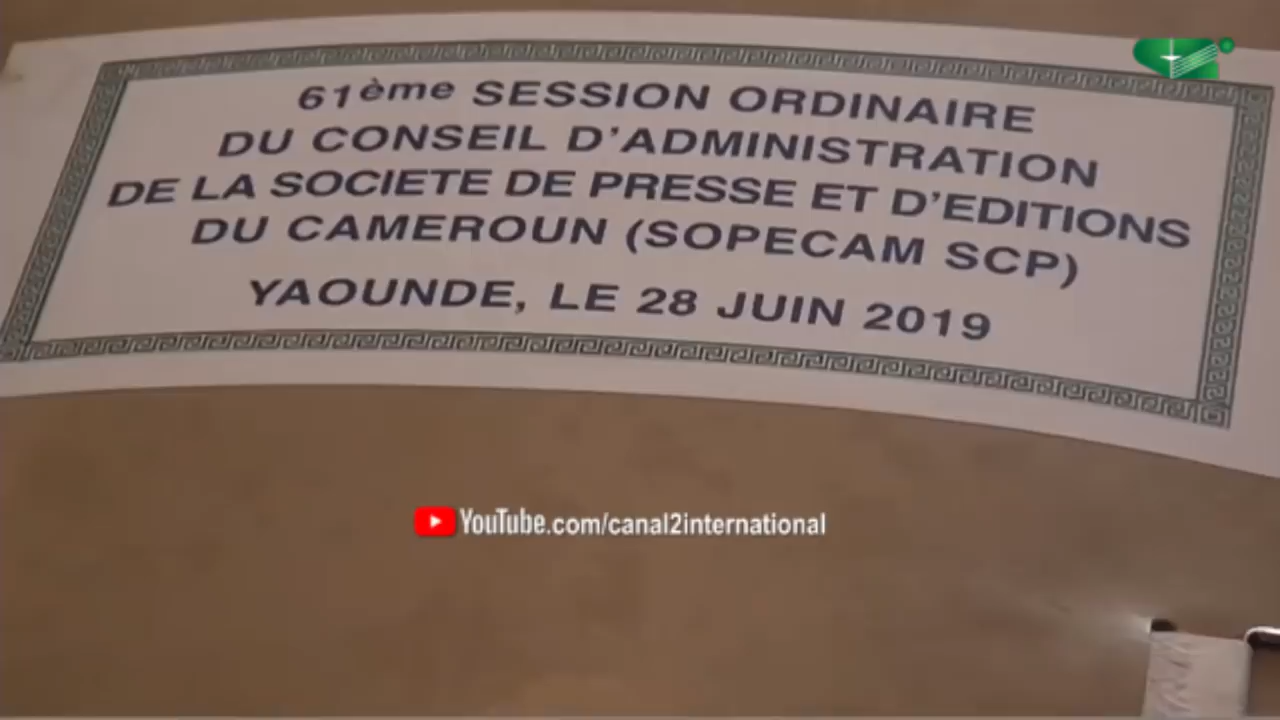 61ème SESSION ORDINAIRE
DU CONSEIL D'ADMINISTRATION
DE LA SOCIETE DE PRESSE ET D'EDITIONS
DU CAMEROUN (SOPECAM SCP)
YAOUNDE, LE 28 JUIN 2019
YouTube.com/canal2international